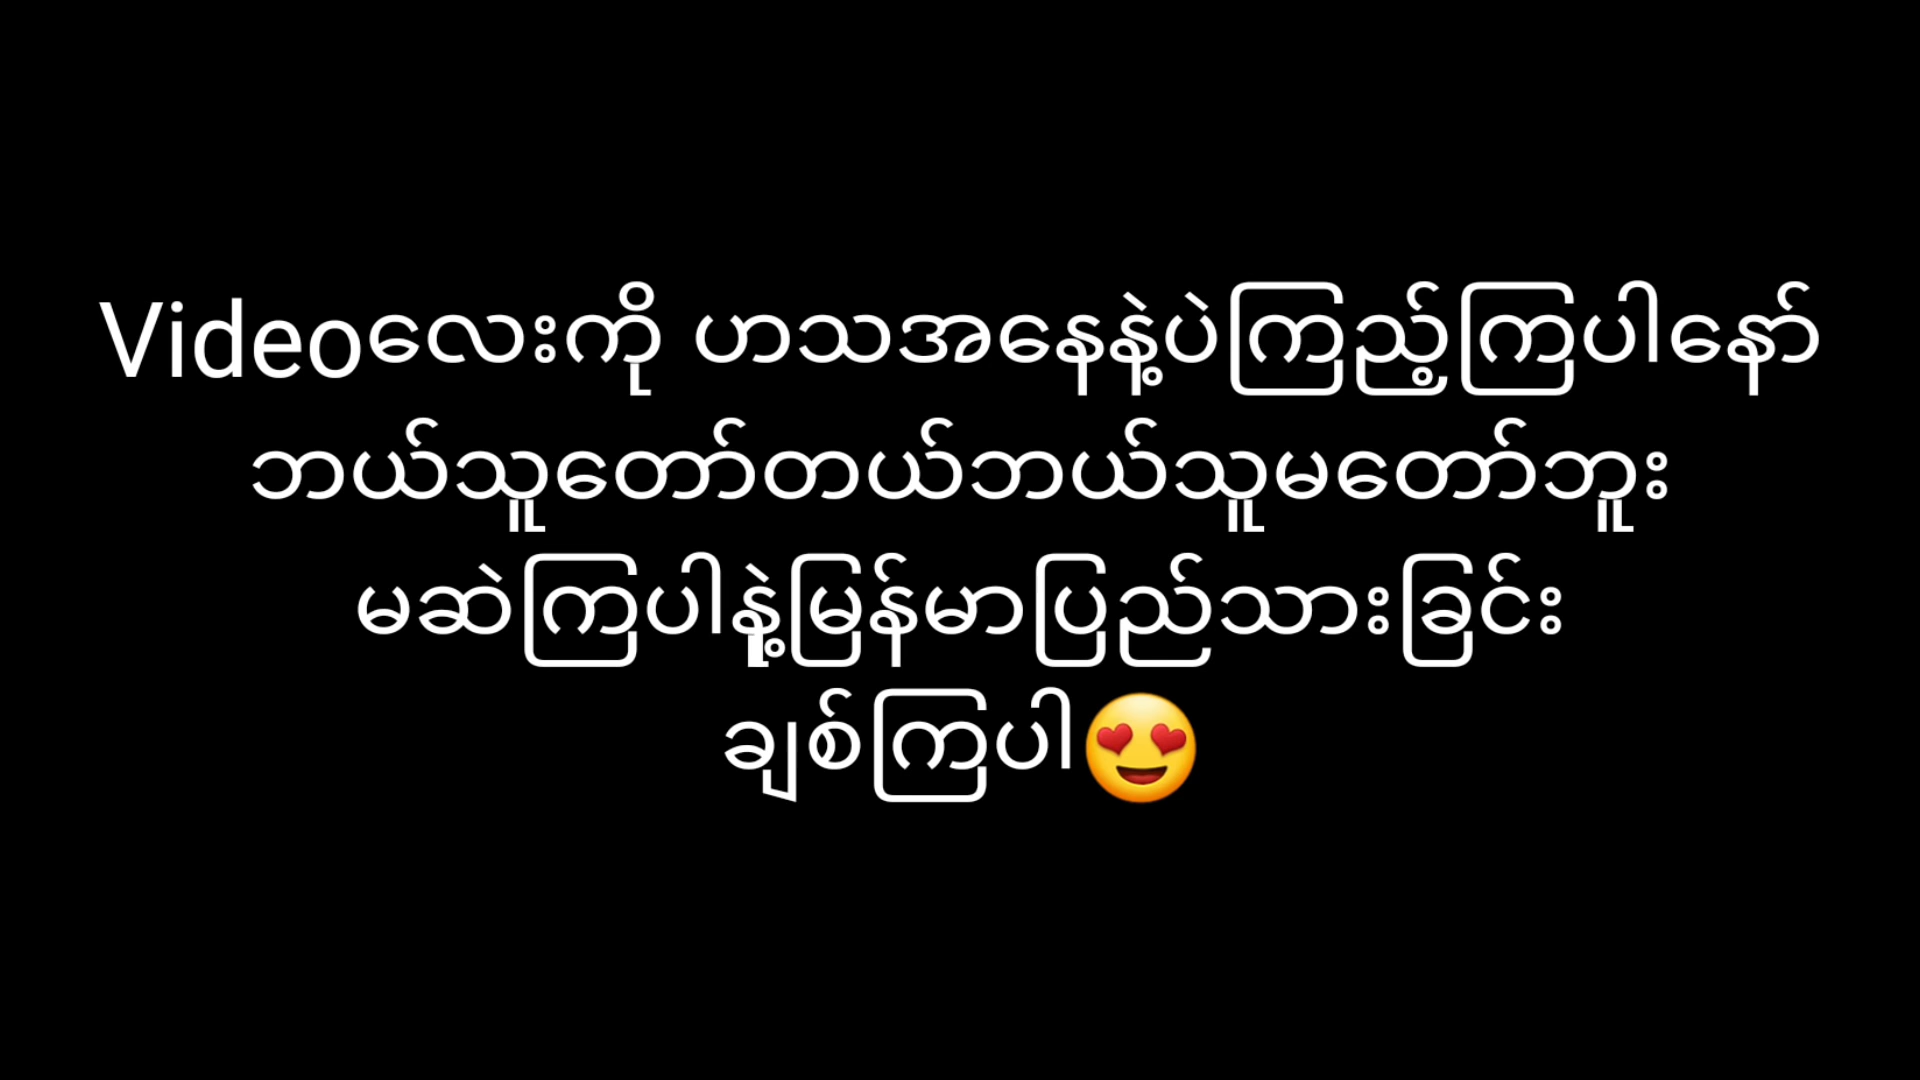 Videoလေးကို ဟာသအနေနဲ့ပဲကြည့်ကြပါနော်
ဘယ်သူတော်တယ်ဘယ်သူမတော်ဘူး
မဆဲကြပါနဲ့မြန်မာပြည်သားခြင်း
ချစ်ကြပါ😍